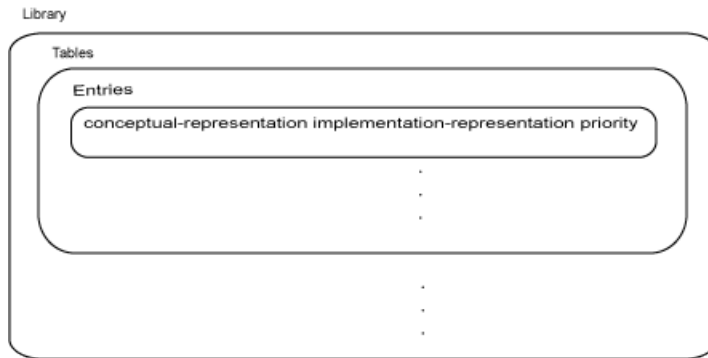 Library
Tables
Entries
conceptual-representation implementation-representation priority